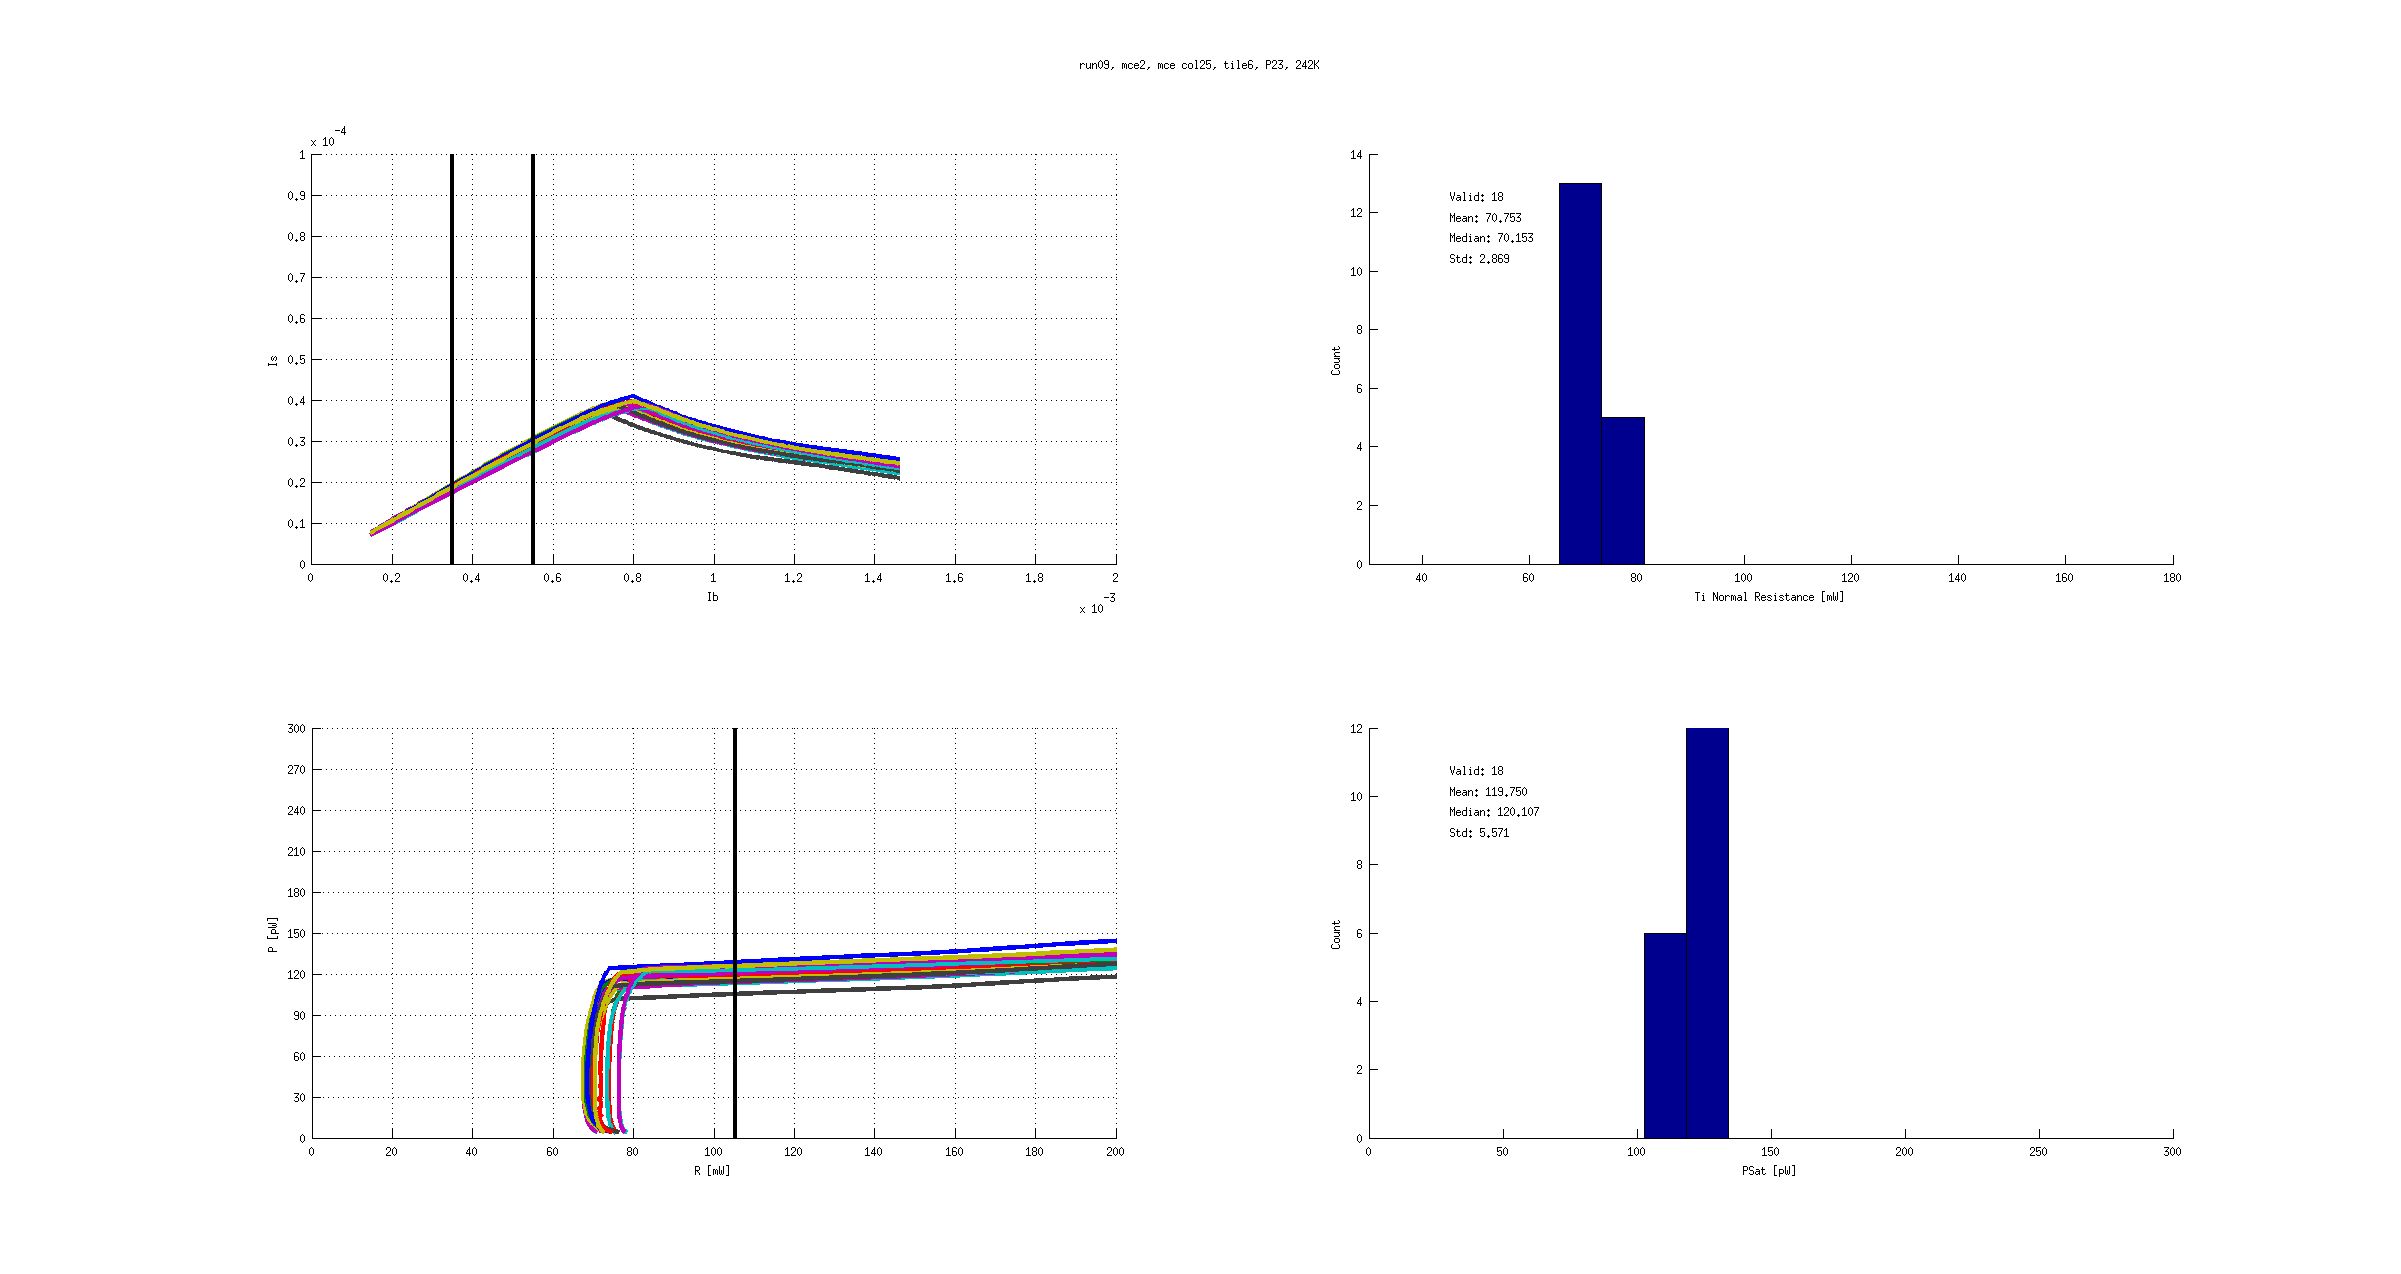 run09, mce2, mce col25, tile6, P23, 242K
x 10 -4
1
0.9
0.8
0.7
0.6
0.5
0.4
0.3
0.2
0.1
0
Is
0 0.2 0.4 0.6 0.8 1 1.2 1.4 1.6 1.8 2
Ib
x 10 -3
14
12
10
8
6
4
2
0
Count
Valid: 18
Mean: 70.753
Median: 70.153
Std: 2.869
40 60 80 100 120 140 160 180
Ti Normal Resistance [mW]
300
270
240
210
180
150
120
90
60
30
0
P [pW]
0 20 40 60 80 100 120 140 160 180 200
R [mW]
12
10
8
6
4
2
0
Count
Valid: 18
Mean: 119.750
Median: 120.107
Std: 5.571
0 50 100 150 200 250 300
PSat [pW]